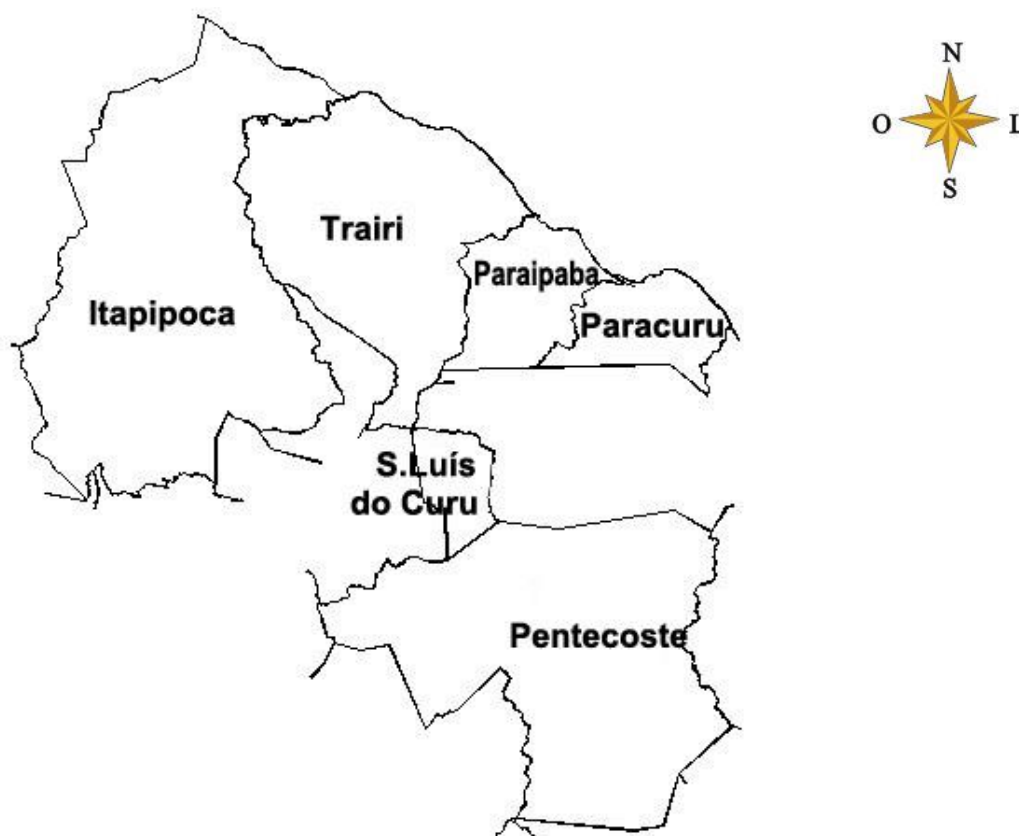 N
O
L
S
Trairi
Paraipaba
Itapipoca
Paracuru
S.Luís
do Curu
Pentecoste